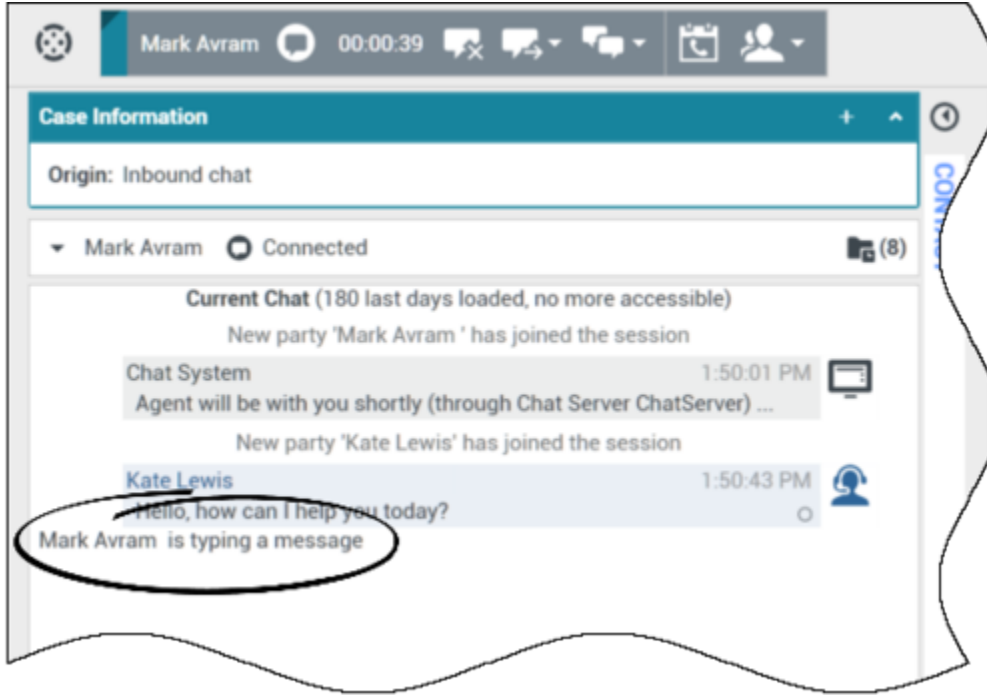 Mark Avram 00:00:39
Case Information
Origin: Inbound chat
Mark Avram Connected (8)
Current Chat (180 last days loaded, no more accessible)
New party 'Mark Avram ' has joined the session
Chat System 1:50:01 PM
Agent will be with you shortly (through Chat Server ChatServer) ...
New party 'Kate Lewis' has joined the session
Kate Lewis 1:50:43 PM
Hello, how can I help you today?
Mark Avram is typing a message